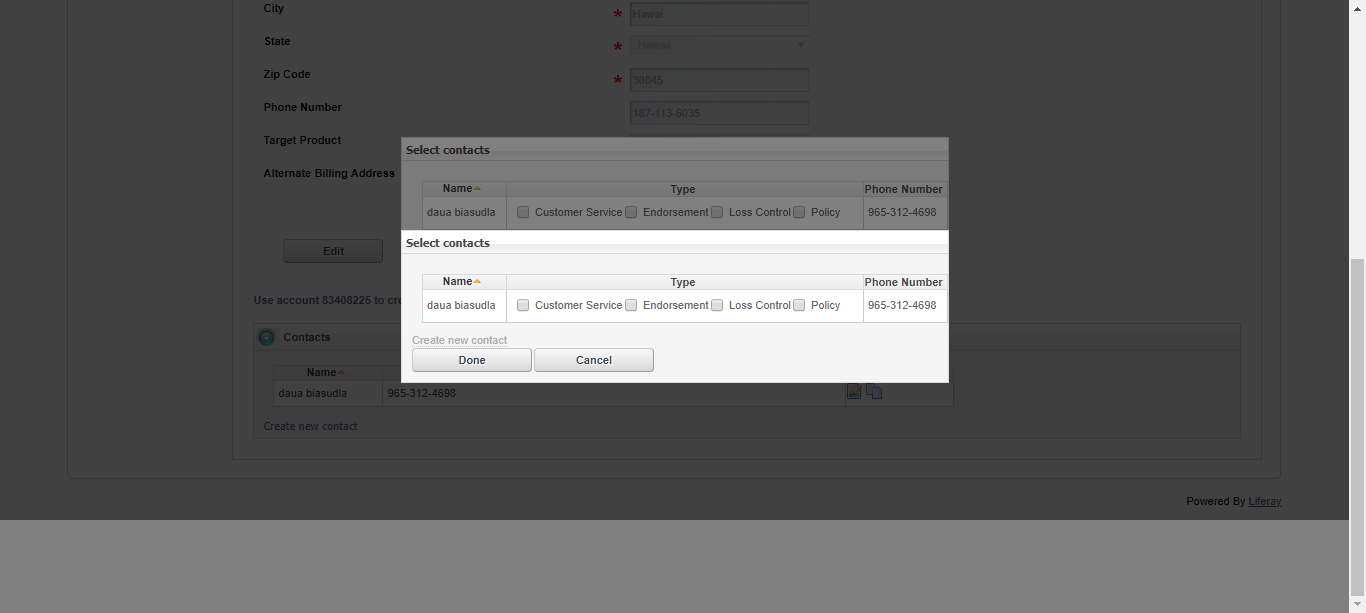 City
* Hawai
State
* Hawaii
Zip Code
* 30845
Phone Number
187-113-6035
Target Product
Alternate Billing Address
Select contacts
Name Type Phone Number
daua biasudla Customer Service Endorsement Loss Control Policy 965-312-4698
Edit
Select contacts
Name Type Phone Number
daua biasudla Customer Service Endorsement Loss Control Policy 965-312-4698
Use account 83408225 to cre
Contacts
Create new contact
Done Cancel
Name
daua biasudla 965-312-4698
Create new contact
Powered By Liferay